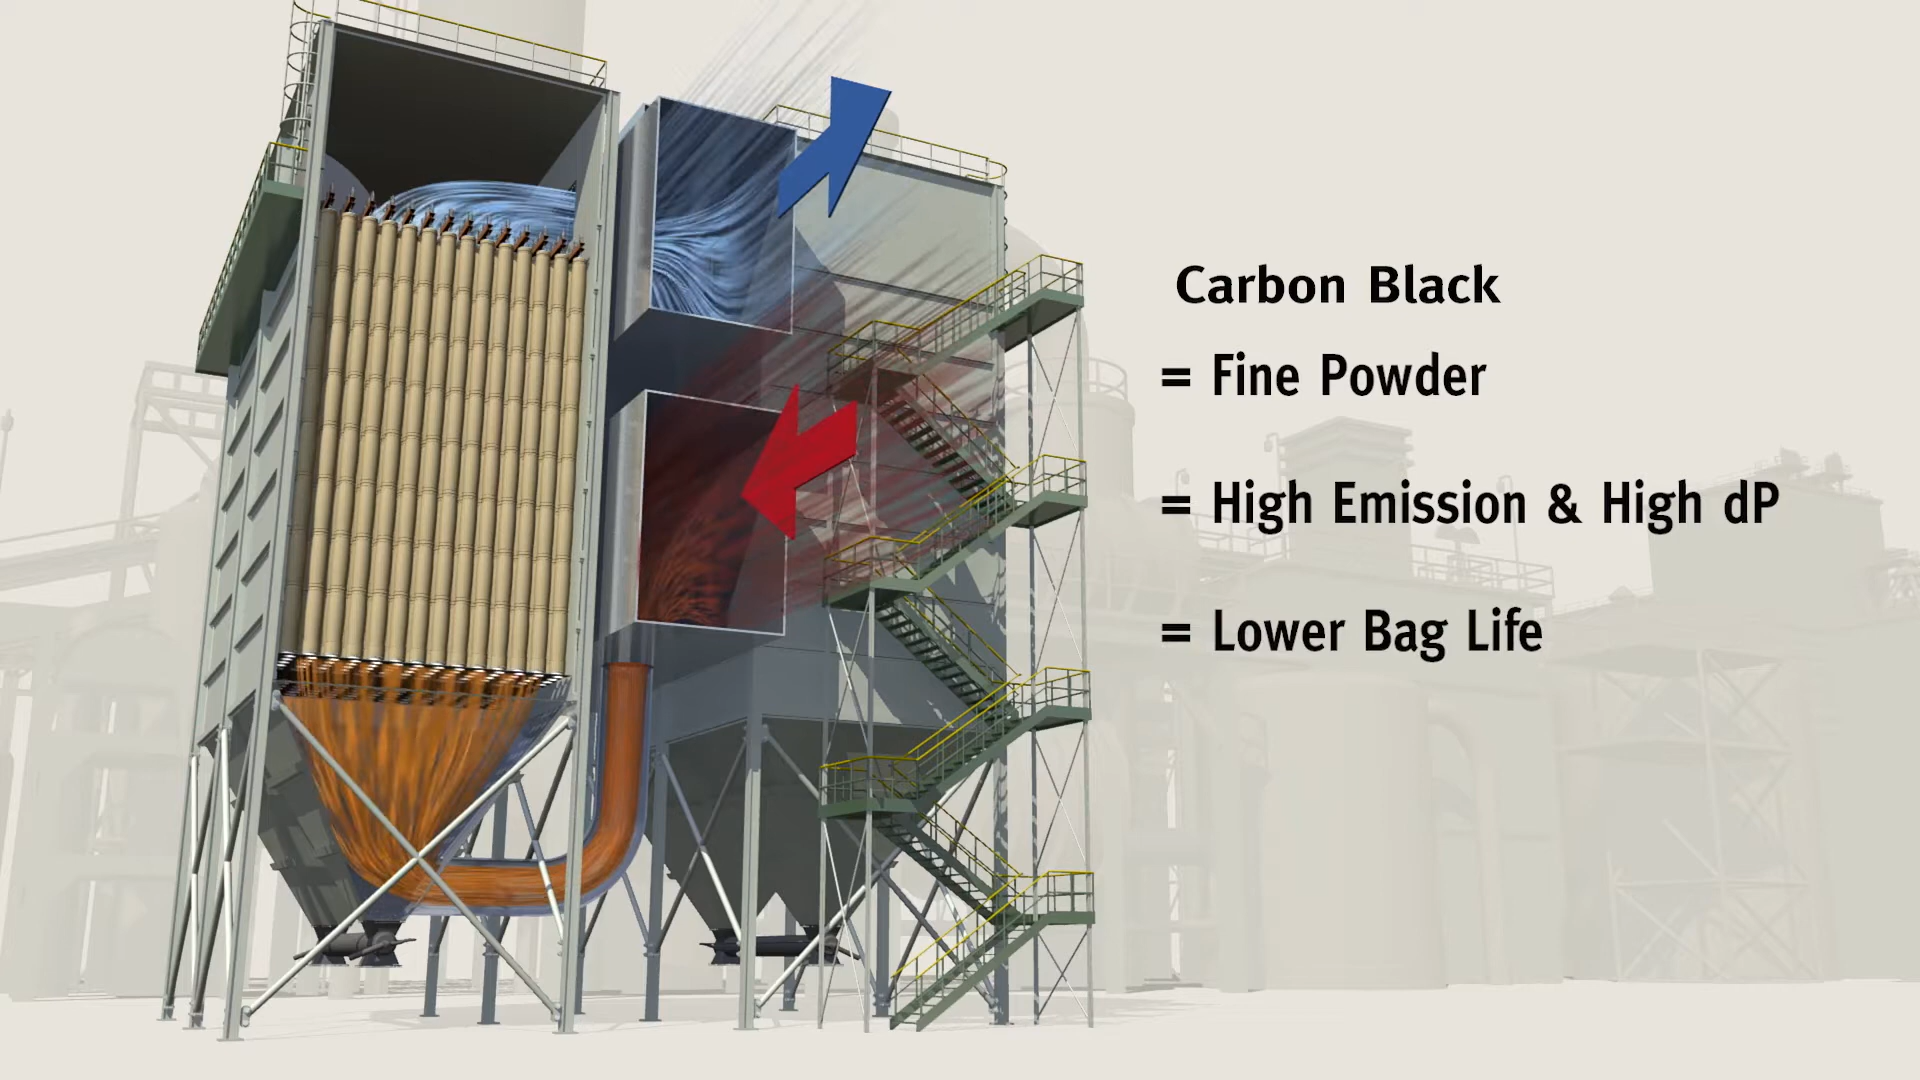 Carbon Black
= Fine Powder
= High Emission & High dP
= Lower Bag Life